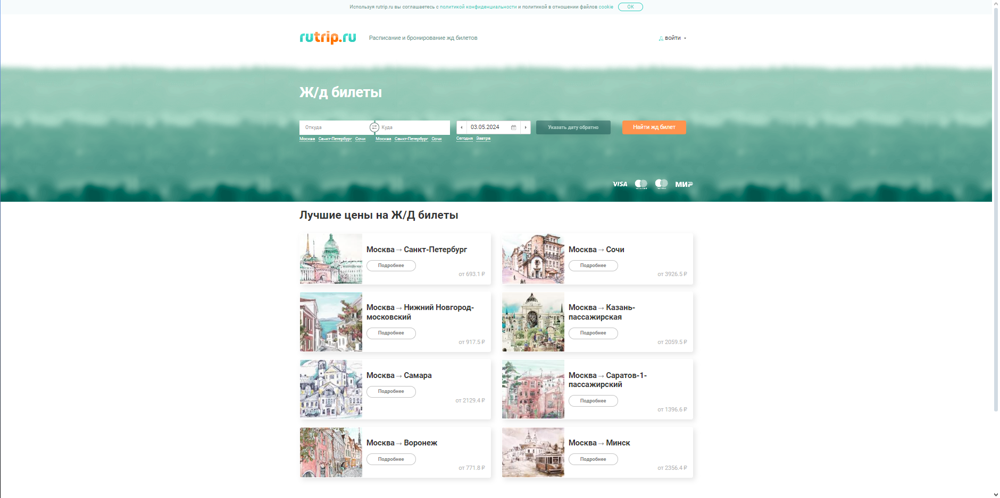 Используя rutrip.ru вы соглашаетесь с политикой конфиденциальности и политикой в отношении файлов cookie OK
rutrip.ru Расписание и бронирование жд билетов войти
Ж/д билеты
Откуда Куда 03.05.2024 Указать дату обратно Найти жд билет
Москва Санкт-Петербург Сочи Москва Санкт-Петербург Сочи Сегодня Завтра
VISA МИР
Лучшие цены на Ж/Д билеты
Москва → Санкт-Петербург
Подробнее
от 693.1 ₽
Москва → Сочи
Подробнее
от 3926.5 ₽
Москва → Нижний Новгород-
московский
Подробнее
от 917.5 ₽
Москва → Казань-
пассажирская
Подробнее
от 2059.5 ₽
Москва → Самара
Подробнее
от 2129.4 ₽
Москва → Саратов-1-
пассажирский
Подробнее
от 1396.6 ₽
Москва → Воронеж
Подробнее
от 771.8 ₽
Москва → Минск
Подробнее
от 2356.4 ₽